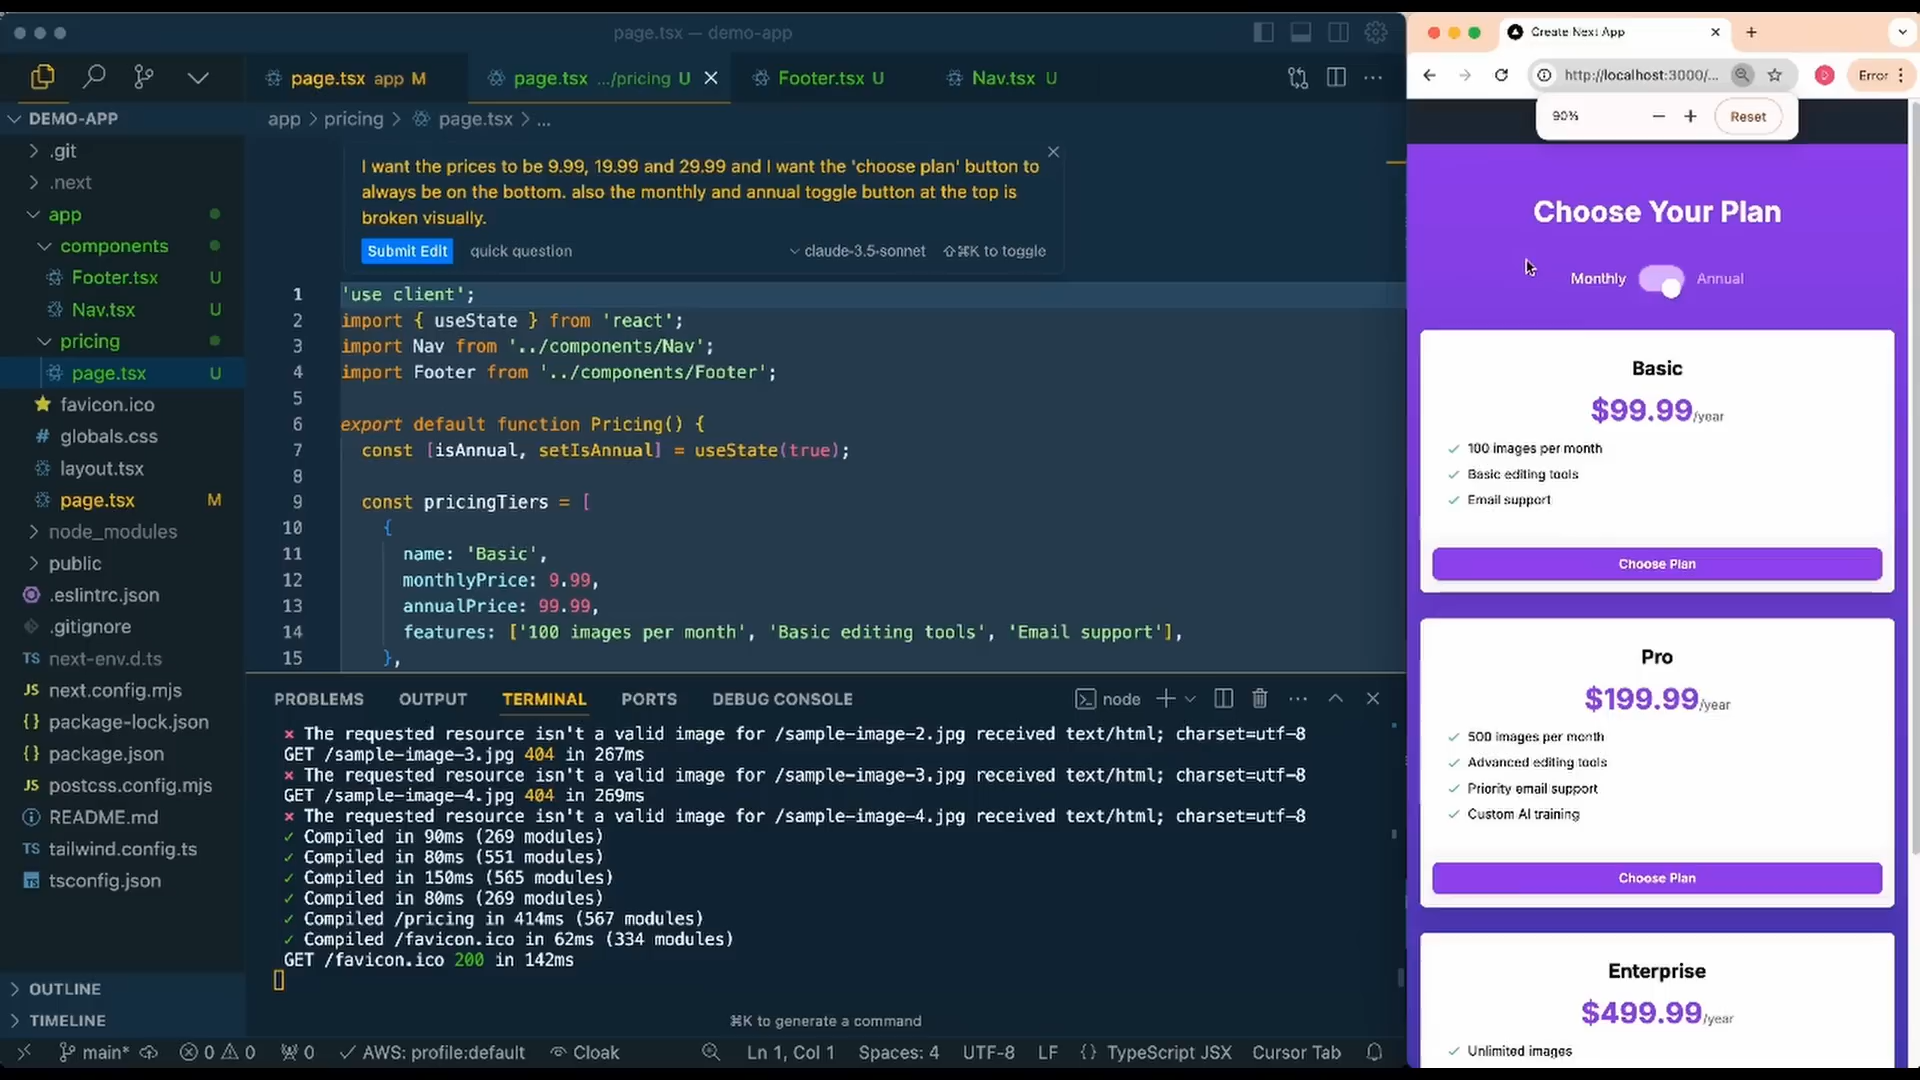 page.tsx — demo-app
page.tsx app M
page.tsx .../pricing U
Footer.tsx U
Nav.tsx U
DEMO-APP
.git
.next
app
components
Footer.tsx U
Nav.tsx U
pricing
page.tsx U
favicon.ico
globals.css
layout.tsx
page.tsx M
node_modules
public
.eslintrc.json
.gitignore
TS next-env.d.ts
JS next.config.mjs
{} package-lock.json
{} package.json
JS postcss.config.mjs
README.md
TS tailwind.config.ts
TS tsconfig.json
OUTLINE
TIMELINE
app > pricing > page.tsx > ...
I want the prices to be 9.99, 19.99 and 29.99 and I want the 'choose plan' button to
always be on the bottom. also the monthly and annual toggle button at the top is
broken visually.
Submit Edit quick question claude-3.5-sonnet ⇧⌘K to toggle
1 'use client';
2 import { useState } from 'react';
3 import Nav from '../components/Nav';
4 import Footer from '../components/Footer';
5
6 export default function Pricing() {
7 const [isAnnual, setIsAnnual] = useState(true);
8
9 const pricingTiers = [
10 {
11 name: 'Basic',
12 monthlyPrice: 9.99,
13 annualPrice: 99.99,
14 features: ['100 images per month', 'Basic editing tools', 'Email support'],
15 },
PROBLEMS OUTPUT TERMINAL PORTS DEBUG CONSOLE node
× The requested resource isn't a valid image for /sample-image-2.jpg received text/html; charset=utf-8
GET /sample-image-3.jpg 404 in 267ms
× The requested resource isn't a valid image for /sample-image-3.jpg received text/html; charset=utf-8
GET /sample-image-4.jpg 404 in 269ms
× The requested resource isn't a valid image for /sample-image-4.jpg received text/html; charset=utf-8
✓ Compiled in 90ms (269 modules)
✓ Compiled in 80ms (551 modules)
✓ Compiled in 150ms (565 modules)
✓ Compiled in 80ms (269 modules)
✓ Compiled /pricing in 414ms (567 modules)
✓ Compiled /favicon.ico in 62ms (334 modules)
GET /favicon.ico 200 in 142ms
⌘K to generate a command
main* 0 0 0 AWS: profile:default Cloak Ln 1, Col 1 Spaces: 4 UTF-8 LF {} TypeScript JSX Cursor Tab
Create Next App
http://localhost:3000/...
Error
90% − + Reset
Choose Your Plan
Monthly Annual
Basic
$99.99/year
✓ 100 images per month
✓ Basic editing tools
✓ Email support
Choose Plan
Pro
$199.99/year
✓ 500 images per month
✓ Advanced editing tools
✓ Priority email support
✓ Custom AI training
Choose Plan
Enterprise
$499.99/year
✓ Unlimited images